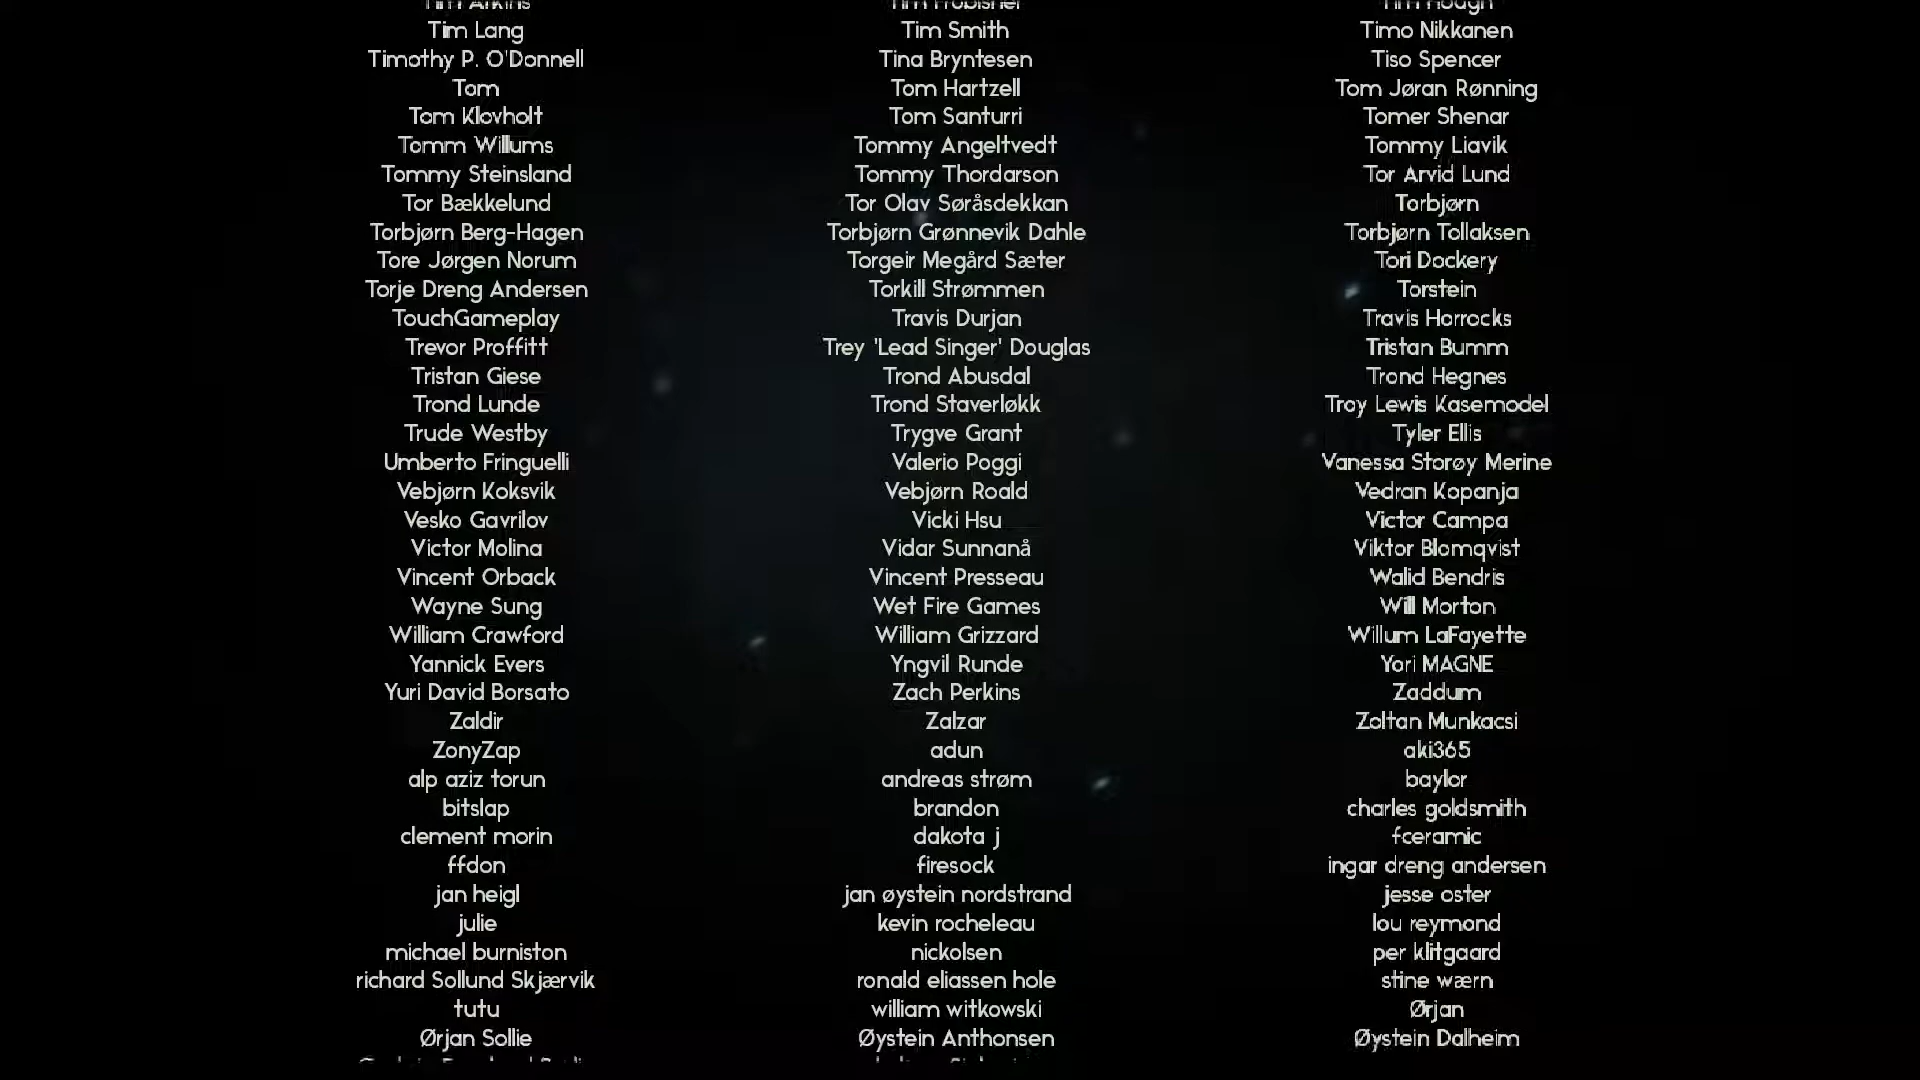 Tim Lang Tim Smith Timo Nikkanen
Timothy P. O'Donnell Tina Bryntesen Tiso Spencer
Tom Tom Hartzell Tom Jøran Rønning
Tom Klovholt Tom Santurri Tomer Shenar
Tomm Willums Tommy Angeltvedt Tommy Liavik
Tommy Steinsland Tommy Thordarson Tor Arvid Lund
Tor Bækkelund Tor Olav Søråsdekkan Torbjørn
Torbjørn Berg-Hagen Torbjørn Grønnevik Dahle Torbjørn Tollaksen
Tore Jørgen Norum Torgeir Megård Sæter Tori Dockery
Torje Dreng Andersen Torkill Strømmen Torstein
TouchGameplay Travis Durjan Travis Horrocks
Trevor Proffitt Trey 'Lead Singer' Douglas Tristan Bumm
Tristan Giese Trond Abusdal Trond Hegnes
Trond Lunde Trond Staverløkk Troy Lewis Kasemodel
Trude Westby Trygve Grant Tyler Ellis
Umberto Fringuelli Valerio Poggi Vanessa Storøy Merine
Vebjørn Koksvik Vebjørn Roald Vedran Kopanja
Vesko Gavrilov Vicki Hsu Victor Campa
Victor Molina Vidar Sunnanå Viktor Blomqvist
Vincent Orback Vincent Presseau Walid Bendris
Wayne Sung Wet Fire Games Will Morton
William Crawford William Grizzard Willum LaFayette
Yannick Evers Yngvil Runde Yori MAGNE
Yuri David Borsato Zach Perkins Zaddum
Zaldir Zalzar Zoltan Munkacsi
ZonyZap adun aki365
alp aziz torun andreas strøm baylor
bitslap brandon charles goldsmith
clement morin dakota j fceramic
ffdon firesock ingar dreng andersen
jan heigl jan øystein nordstrand jesse oster
julie kevin rocheleau lou reymond
michael burniston nickolsen per klitgaard
richard Sollund Skjærvik ronald eliassen hole stine wærn
tutu william witkowski Ørjan
Ørjan Sollie Øystein Anthonsen Øystein Dalheim